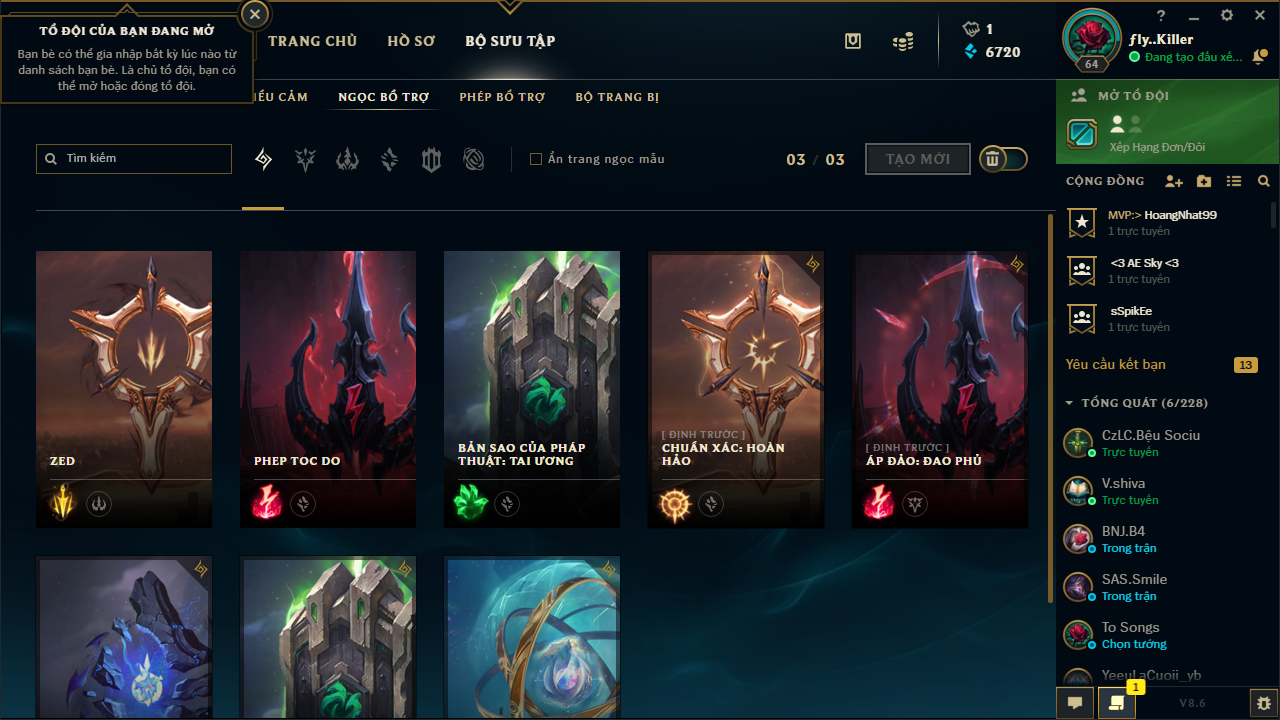 TỔ ĐỘI CỦA BẠN ĐANG MỞ
Bạn bè có thể gia nhập bất kỳ lúc nào từ
danh sách bạn bè. Là chủ tổ đội, bạn có
thể mở hoặc đóng tổ đội.
TRANG CHỦ
HỒ SƠ
BỘ SƯU TẬP
1
6720
?
ƒly..Killer
64
Đang tạo đấu xế...
IỂU CẢM
NGỌC BỔ TRỢ
PHÉP BỔ TRỢ
BỘ TRANG BỊ
MỞ TỔ ĐỘI
Xếp Hạng Đơn/Đôi
Tìm kiếm
Ẩn trang ngọc mẫu
03 / 03
TẠO MỚI
CỘNG ĐỒNG
MVP:> HoangNhat99
1 trực tuyến
<3 AE Sky <3
1 trực tuyến
sSpikEe
1 trực tuyến
Yêu cầu kết bạn
13
TỔNG QUÁT (6/228)
CzLC.Bệu Sociu
Trực tuyến
V.shiva
Trực tuyến
BNJ.B4
Trong trận
SAS.Smile
Trong trận
To Songs
Chọn tướng
YeeuLaCuoii_yb
1
V8.6
ZED
PHEP TOC DO
BẢN SAO CỦA PHÁP
THUẬT: TAI ƯƠNG
[ ĐỊNH TRƯỚC ]
CHUẨN XÁC: HOÀN
HẢO
[ ĐỊNH TRƯỚC ]
ÁP ĐẢO: ĐAO PHỦ